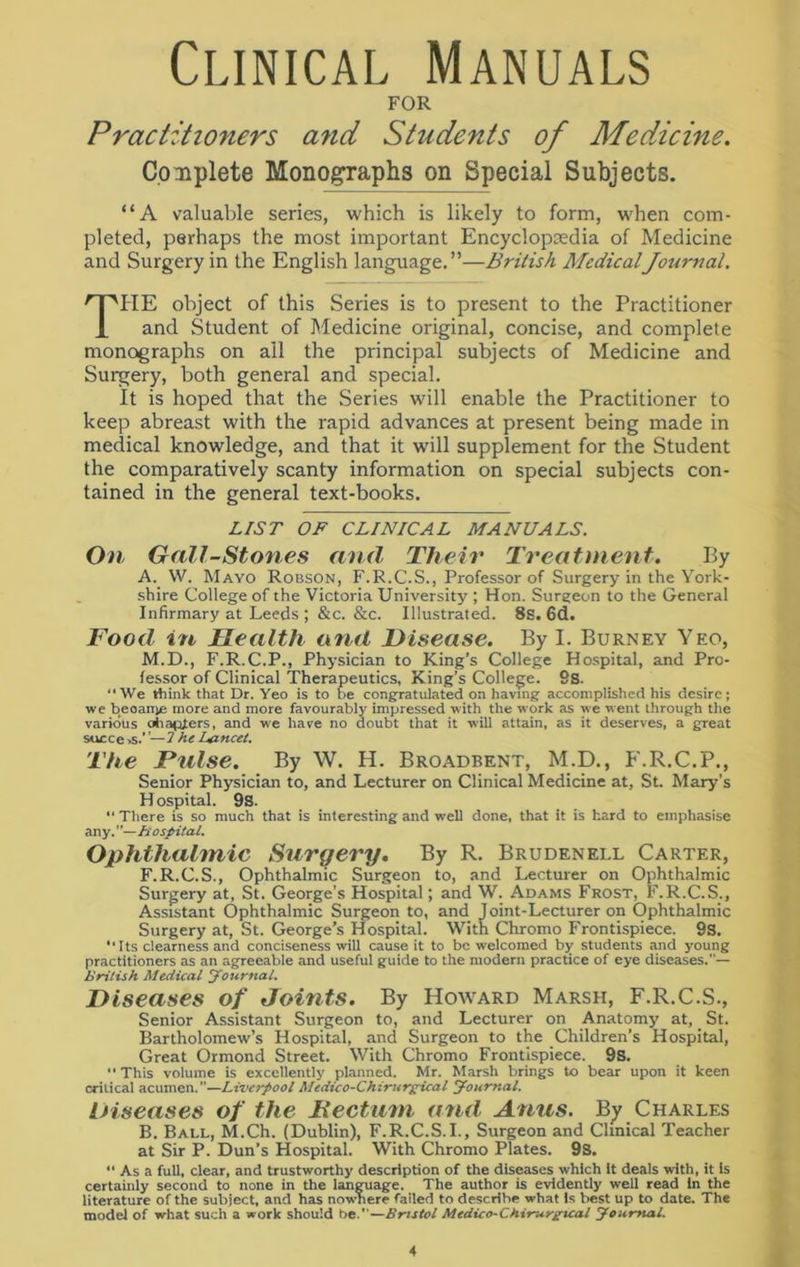 CLINICAL MANUALS
FOR
Practitioners and Students of Medicine.
Complete Monographs on Special Subjects.
“A valuable series, which is likely to form, when com-
pleted, perhaps the most important Encyclopædia of Medicine
and Surgery in the English language.”—British Medical Journal.
THE object of this Series is to present to the Practitioner
and Student of Medicine original, concise, and complete
monographs on all the principal subjects of Medicine and
Surgery, both general and special.
It is hoped that the Series will enable the Practitioner to
keep abreast with the rapid advances at present being made in
medical knowledge, and that it will supplement for the Student
the comparatively scanty information on special subjects con-
tained in the general text-books.
LIST OF CLINICAL MANUALS.
On Gall-Stones and Their Treatment. By
A. W. MAYO ROBSON, F.R.C.S., Professor of Surgery in the York-
shire College of the Victoria University ; Hon. Surgeon to the General
Infirmary at Leeds ; &c. &c. Illustrated. 8s. 6d.
Food in Health and Disease. By I. BURNEY YEO,
M.D., F.R.C.P., Physician to King's College Hospital, and Pro-
fessor of Clinical Therapeutics, King's College. 9s.
“We think that Dr. Yeo is to be congratulated on having accomplished his desire ;
we became more and more favourably impressed with the work as we went through the
various chapters, and we have no doubt that it will attain, as it deserves, a great
success.”—The Lancet.
The Pulse. By W. H. BROADBENT, M.D., F.R.C.P.,
Senior Physician to, and Lecturer on Clinical Medicine at, St. Mary's
Hospital. 9s.
“There is so much that is interesting and well done, that it is hard to emphasise
any.”—Hospital.
Ophthalmic Surgery. By R. BRUDENELL CARTER,
F.R.C.S., Ophthalmic Surgeon to, and Lecturer on Ophthalmic
Surgery at, St. George's Hospital ; and W. ADAMS FROST, F.R.C.S.,
Assistant Ophthalmic Surgeon to, and Joint-Lecturer on Ophthalmic
Surgery at, St. George's Hospital. With Chromo Frontispiece. 9s.
“Its clearness and conciseness will cause it to be welcomed by students and young
practitioners as an agreeable and useful guide to the modern practice of eye diseases.”—
British Medical Journal.
Diseases of Joints. By HOWARD MARSH, F.R.C.S.,
Senior Assistant Surgeon to, and Lecturer on Anatomy at, St.
Bartholomew's Hospital, and Surgeon to the Children's Hospital,
Great Ormond Street. With Chromo Frontispiece. 9s.
“This volume is excellently planned. Mr. Marsh brings to bear upon it keen
critical acumen.”—Liverpool Medico-Chirurgical Journal.
Diseases of the Rectum and Anus. By CHARLES
B. BALL, M.Ch. (Dublin), F.R.C.S.I., Surgeon and Clinical Teacher
at Sir P. Dun's Hospital. With Chromo Plates. 9s.
“As a full, clear, and trustworthy description of the diseases which it deals with, it is
certainly second to none in the language. The author is evidently well read in the
literature of the subject, and has nowhere failed to describe what is best up to date. The
model of what such a work should be.”—Bristol Medico-Chirurgical Journal.
4